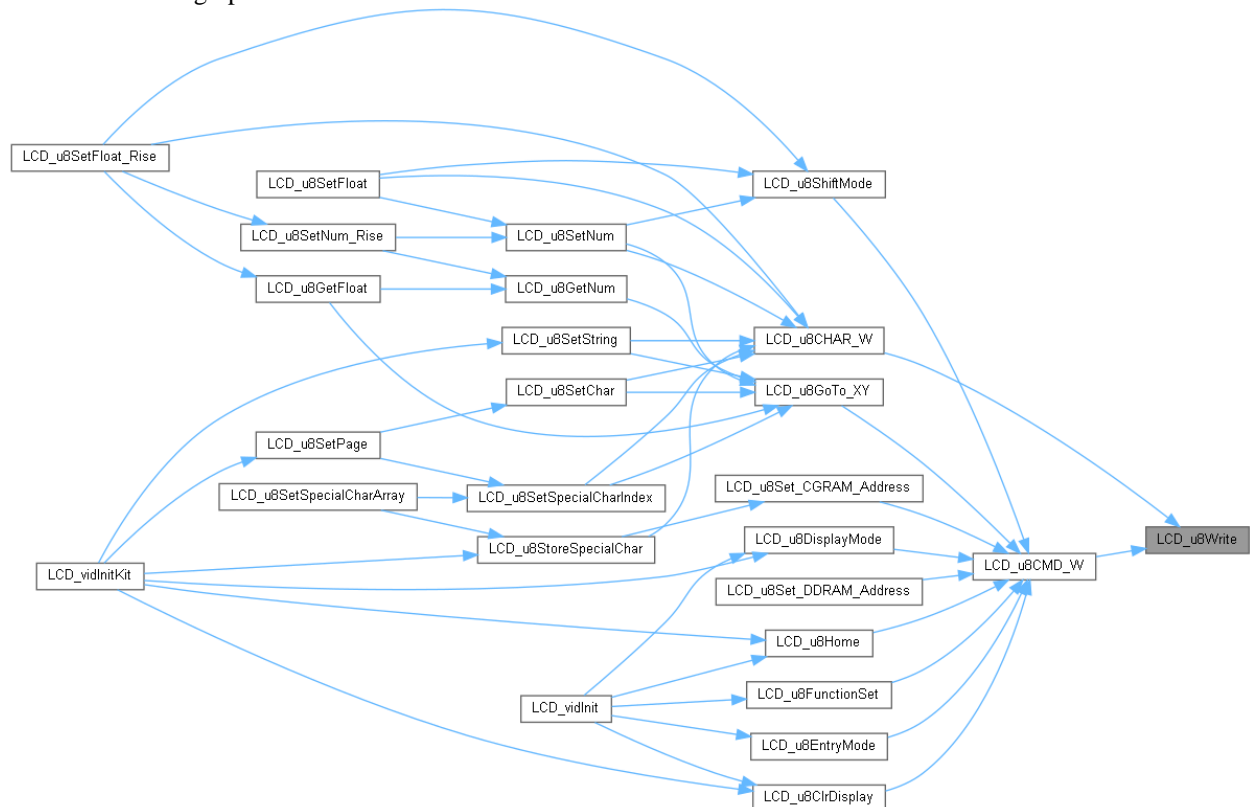 LCD_u8SetFloat_Rise
LCD_u8SetFloat
LCD_u8ShiftMode
LCD_u8SetNum_Rise
LCD_u8SetNum
LCD_u8GetFloat
LCD_u8GetNum
LCD_u8SetString
LCD_u8CHAR_W
LCD_u8SetChar
LCD_u8GoTo_XY
LCD_u8SetPage
LCD_u8SetSpecialCharArray
LCD_u8SetSpecialCharIndex
LCD_u8Set_CGRAM_Address
LCD_u8StoreSpecialChar
LCD_u8DisplayMode
LCD_u8Write
LCD_vidInitKit
LCD_u8CMD_W
LCD_u8Set_DDRAM_Address
LCD_u8Home
LCD_u8FunctionSet
LCD_vidInit
LCD_u8EntryMode
LCD_u8ClrDisplay